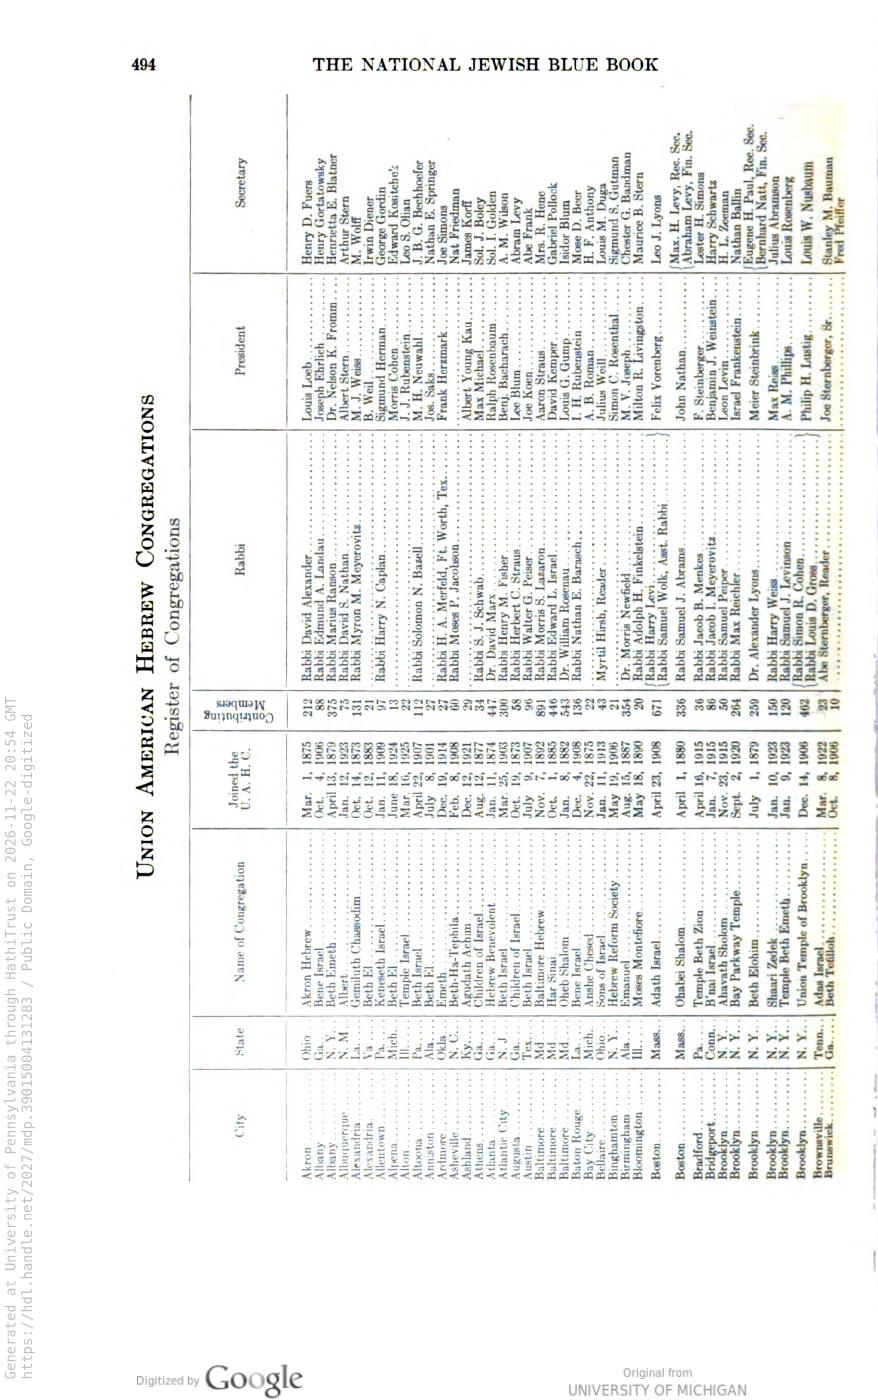 494 THE NATIONAL JEWISH BLUE BOOK
UNION AMERICAN HEBREW CONGREGATIONS
Register of Congregations
City State Name of Congregation Joined the U. A. H. C. Contributing Members Rabbi President Secretary
Akron Ohio Akron Hebrew Mar. 1, 1875 212 Rabbi David Alexander Louis Loeb Henry D. Fuers
Albany Ga. Bene Israel Oct. 4, 1906 88 Rabbi Edmund A. Landau Joseph Ehrlich Henry Gortatowsky
Albany N. Y. Beth Emeth April 13, 1879 375 Rabbi Marius Ranson Dr. Nelson K. Fromm Henrietta E. Blatner
Albuquerque N. M Albert Jan. 12, 1923 75 Rabbi David S. Nathan Albert Stern Arthur Stern
Alexandria La. Gemiluth Chassodim Oct. 14, 1873 131 Rabbi Myron M. Meyerovitz M. J. Weiss M. Wolff
Alexandria Va Beth El Oct. 12, 1883 21 B. Weil Irwin Diener
Allentown Pa. Keneseth Israel Jan. 11, 1909 97 Rabbi Harry N. Caplan Sigmund Herman George Gordin
Alpena Mich. Beth El June 18, 1924 13 Morris Cohen Edward Kositchek
Alton Ill. Temple Israel Mar. 16, 1925 22 J. J. Rubenstein Leo S. Olian
Altoona Pa. Beth Israel April 22, 1907 112 Rabbi Solomon N. Bazell M. H. Neuwahl J. B. G. Beehhoefer
Anniston Ala. Beth El July 8, 1901 27 Jos. Saks Nathan E. Springer
Ardmore Okla Emeth Dec. 19, 1914 27 Rabbi H. A. Merfeld, Ft. Worth, Tex. Frank Herzmark Joe Simons
Asheville N. C. Beth-Ha-Tephila Feb. 8, 1908 60 Rabbi Moses P. Jacobson Nat Friedman
Ashland Ky. Agudath Achim Dec. 12, 1921 29 Albert Young Kau James Korff
Athens Ga. Children of Israel Aug. 12, 1877 34 Rabbi S. J. Schwab Max Michael Sol. J. Boley
Atlanta Ga. Hebrew Benevolent Jan. 11, 1874 447 Dr. David Marx Ralph Rosenbaum Sol. I. Golden
Atlantic City N. J Beth Israel Mar. 25, 1903 300 Rabbi Henry M. Fisher Benj. Bacharach A. M. Wilson
Augusta Ga. Children of Israel Oct. 19, 1873 58 Rabbi Herbert C. Straus Lee Blum Abram Levy
Austin Tex. Beth Israel July 9, 1907 96 Rabbi Walter G. Peiser Joe Koen Abe Frank
Baltimore Md Baltimore Hebrew Nov. 7, 1892 891 Rabbi Morris S. Lazaron Aaron Straus Mrs. R. Hene
Baltimore Md Har Sinai Oct. 1, 1885 446 Rabbi Edward L. Israel David Kemper Gabriel Pollock
Baltimore Md. Oheb Shalom Jan. 8, 1882 543 Dr. William Rosenau Louis G. Gump Isidor Blum
Baton Rouge La. Bene Israel Dec. 4, 1908 136 Rabbi Nathan E. Barasch I. H. Rubenstein Mose D. Beer
Bay City Mich. Anshe Chesed Nov. 22, 1875 22 A. B. Roman H. F. Anthony
Bellaire Ohio Sons of Israel Jan. 11, 1913 43 Myrtil Hirsh, Reader Julius Weill Louis M. Duga
Binghamton N. Y. Hebrew Reform Society May 19, 1906 21 Simon C. Rosenthal Sigmund S. Gutman
Birmingham Ala. Emanuel Aug. 15, 1887 354 Dr. Morris Newfield M. V. Joseph Chester G. Bandman
Bloomington Ill. Moses Montefiore May 18, 1890 20 Rabbi Adolph H. Finkelstein Milton R. Livingston Maurice B. Stern
Boston Mass. Adath Israel April 23, 1908 671 {Rabbi Harry Levi
Rabbi Samuel Wolk, Asst. Rabbi} Felix Vorenberg Leo J. Lyons
Boston Mass. Ohabei Shalom April 1, 1880 336 Rabbi Samuel J. Abrams John Nathan {Max. H. Levy, Rec. Sec.
Abraham Levy, Fin. Sec.
Bradford Pa. Temple Beth Zion April 16, 1915 36 Rabbi Jacob B. Menkes F. Steinberger Lester H. Simons
Bridgeport Conn. B'nai Israel Jan. 7, 1915 86 Rabbi Jacob I. Meyerovitz Benjamin J. Weinstein Harry Schwartz
Brooklyn N. Y Ahavath Sholom Nov. 23, 1915 50 Rabbi Samuel Peiper Leon Levin H. L. Zeeman
Brooklyn N. Y. Bay Parkway Temple Sept. 2, 1920 264 Rabbi Max Reichler Israel Frankenstein Nathan Ballin
Brooklyn N. Y. Beth Elohim July 1, 1879 259 Dr. Alexander Lyons Meier Steinbrink {Eugene H. Paul, Rec. Sec.
Bernhard Natt, Fin. Sec.
Brooklyn N. Y. Shaari Zedek Jan. 10, 1923 150 Rabbi Harry Weiss Max Reiss Julius Abramson
Brooklyn N. Y. Temple Beth Emeth Jan. 9, 1923 120 Rabbi Samuel J. Levinson A. M. Phillips Louis Rosenberg
Brooklyn N. Y. Union Temple of Brooklyn Dec. 14, 1906 462 {Rabbi Simon R. Cohen
Rabbi Louis D. Gross} Philip H. Lustig Louis W. Nusbaum
Brownsville Tenn. Adas Israel Mar. 8, 1922 23 Abe Sternberger, Reader Joe Sternberger, Sr. Stanley M. Bauman
Brunswick Ga. Beth Tefiloh Oct. 8, 1906 10 Fred Pfeiffer
Generated at University of Pennsylvania through HathiTrust on 2026-11-22 20:54 GMT
https://hdl.handle.net/2027/mdp.39015004131283 / Public Domain, Google-digitized
Digitized by Google
Original from
UNIVERSITY OF MICHIGAN